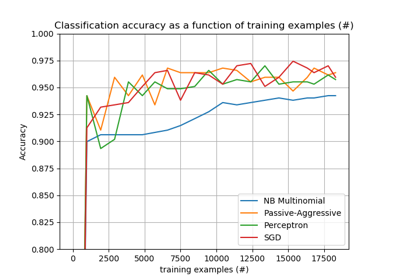 Classification accuracy as a function of training examples (#)
1.000
0.975
0.950
0.925
0.900
0.875
0.850
0.825
0.800
Accuracy
NB Multinomial
Passive-Aggressive
Perceptron
SGD
0 2500 5000 7500 10000 12500 15000 17500
training examples (#)